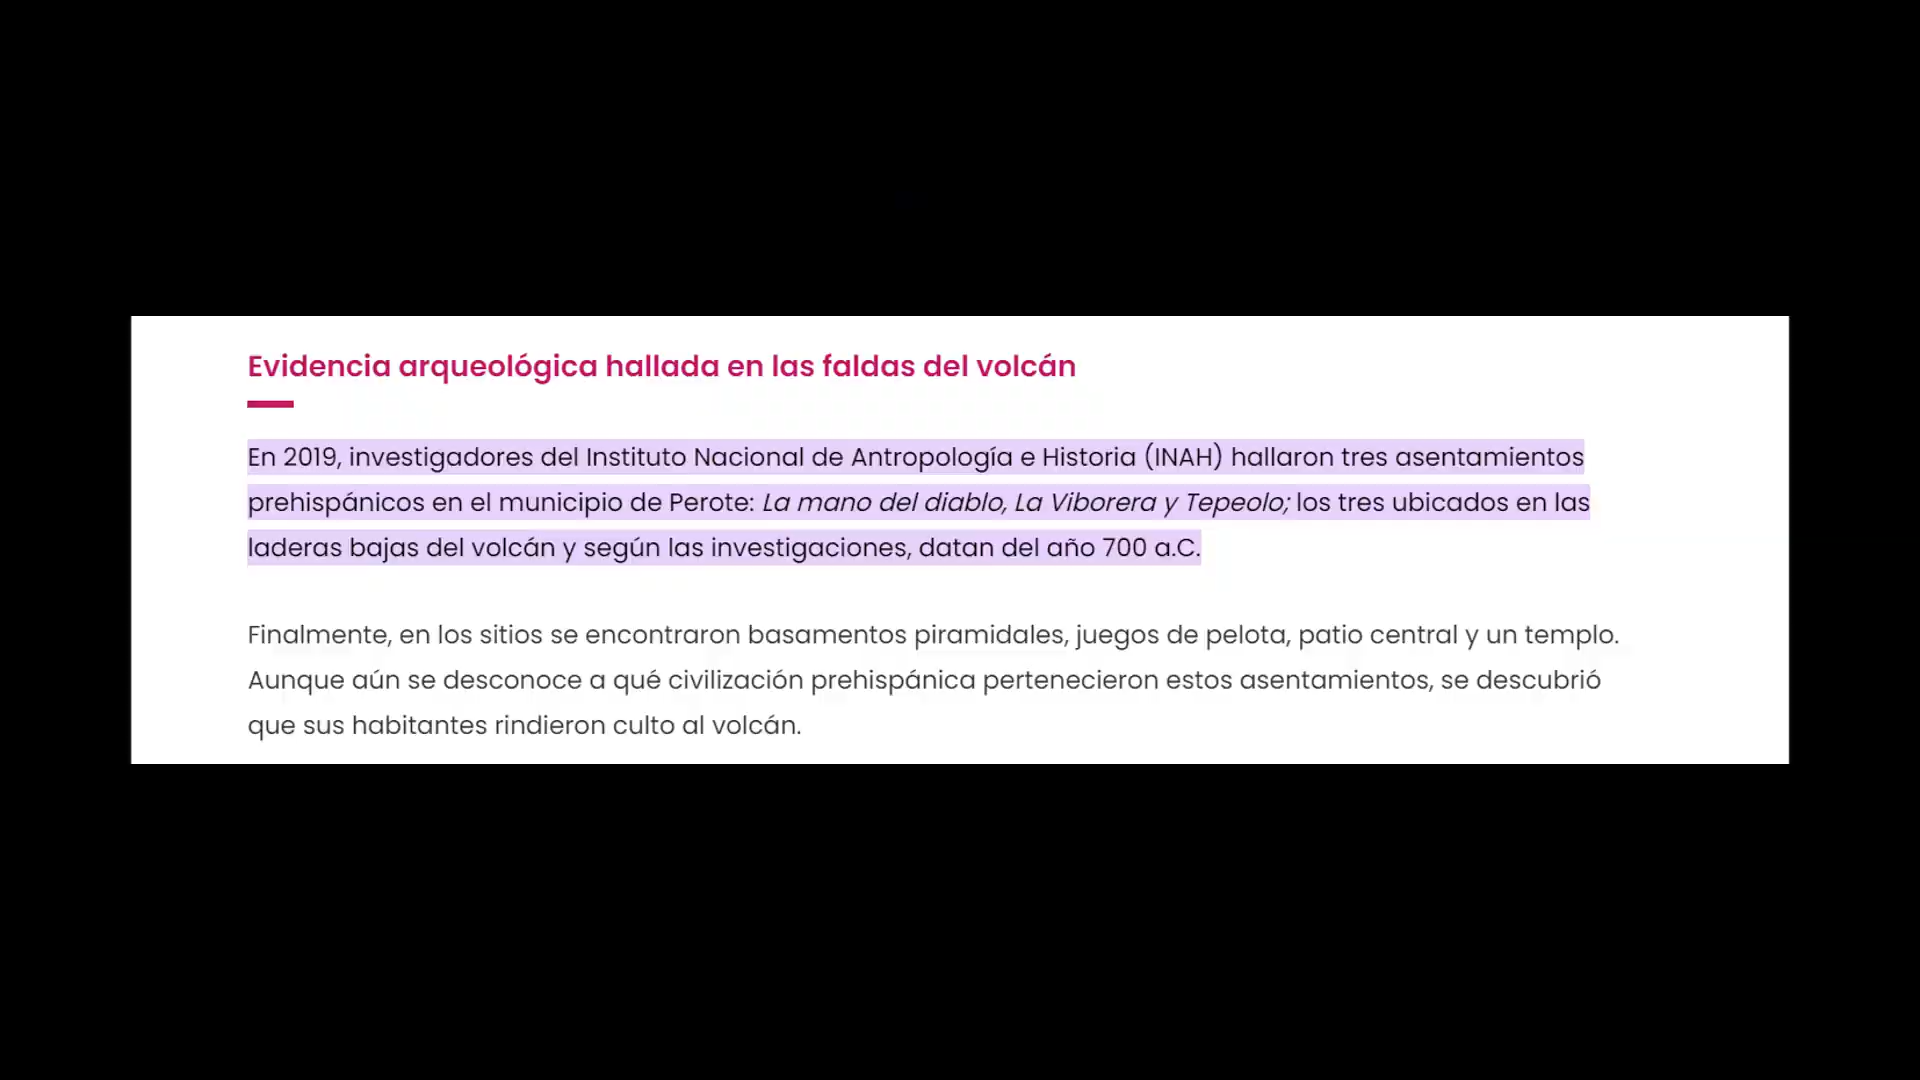 Evidencia arqueológica hallada en las faldas del volcán
En 2019, investigadores del Instituto Nacional de Antropología e Historia (INAH) hallaron tres asentamientos
prehispánicos en el municipio de Perote: La mano del diablo, La Viborera y Tepeolo; los tres ubicados en las
laderas bajas del volcán y según las investigaciones, datan del año 700 a.C.
Finalmente, en los sitios se encontraron basamentos piramidales, juegos de pelota, patio central y un templo.
Aunque aún se desconoce a qué civilización prehispánica pertenecieron estos asentamientos, se descubrió
que sus habitantes rindieron culto al volcán.